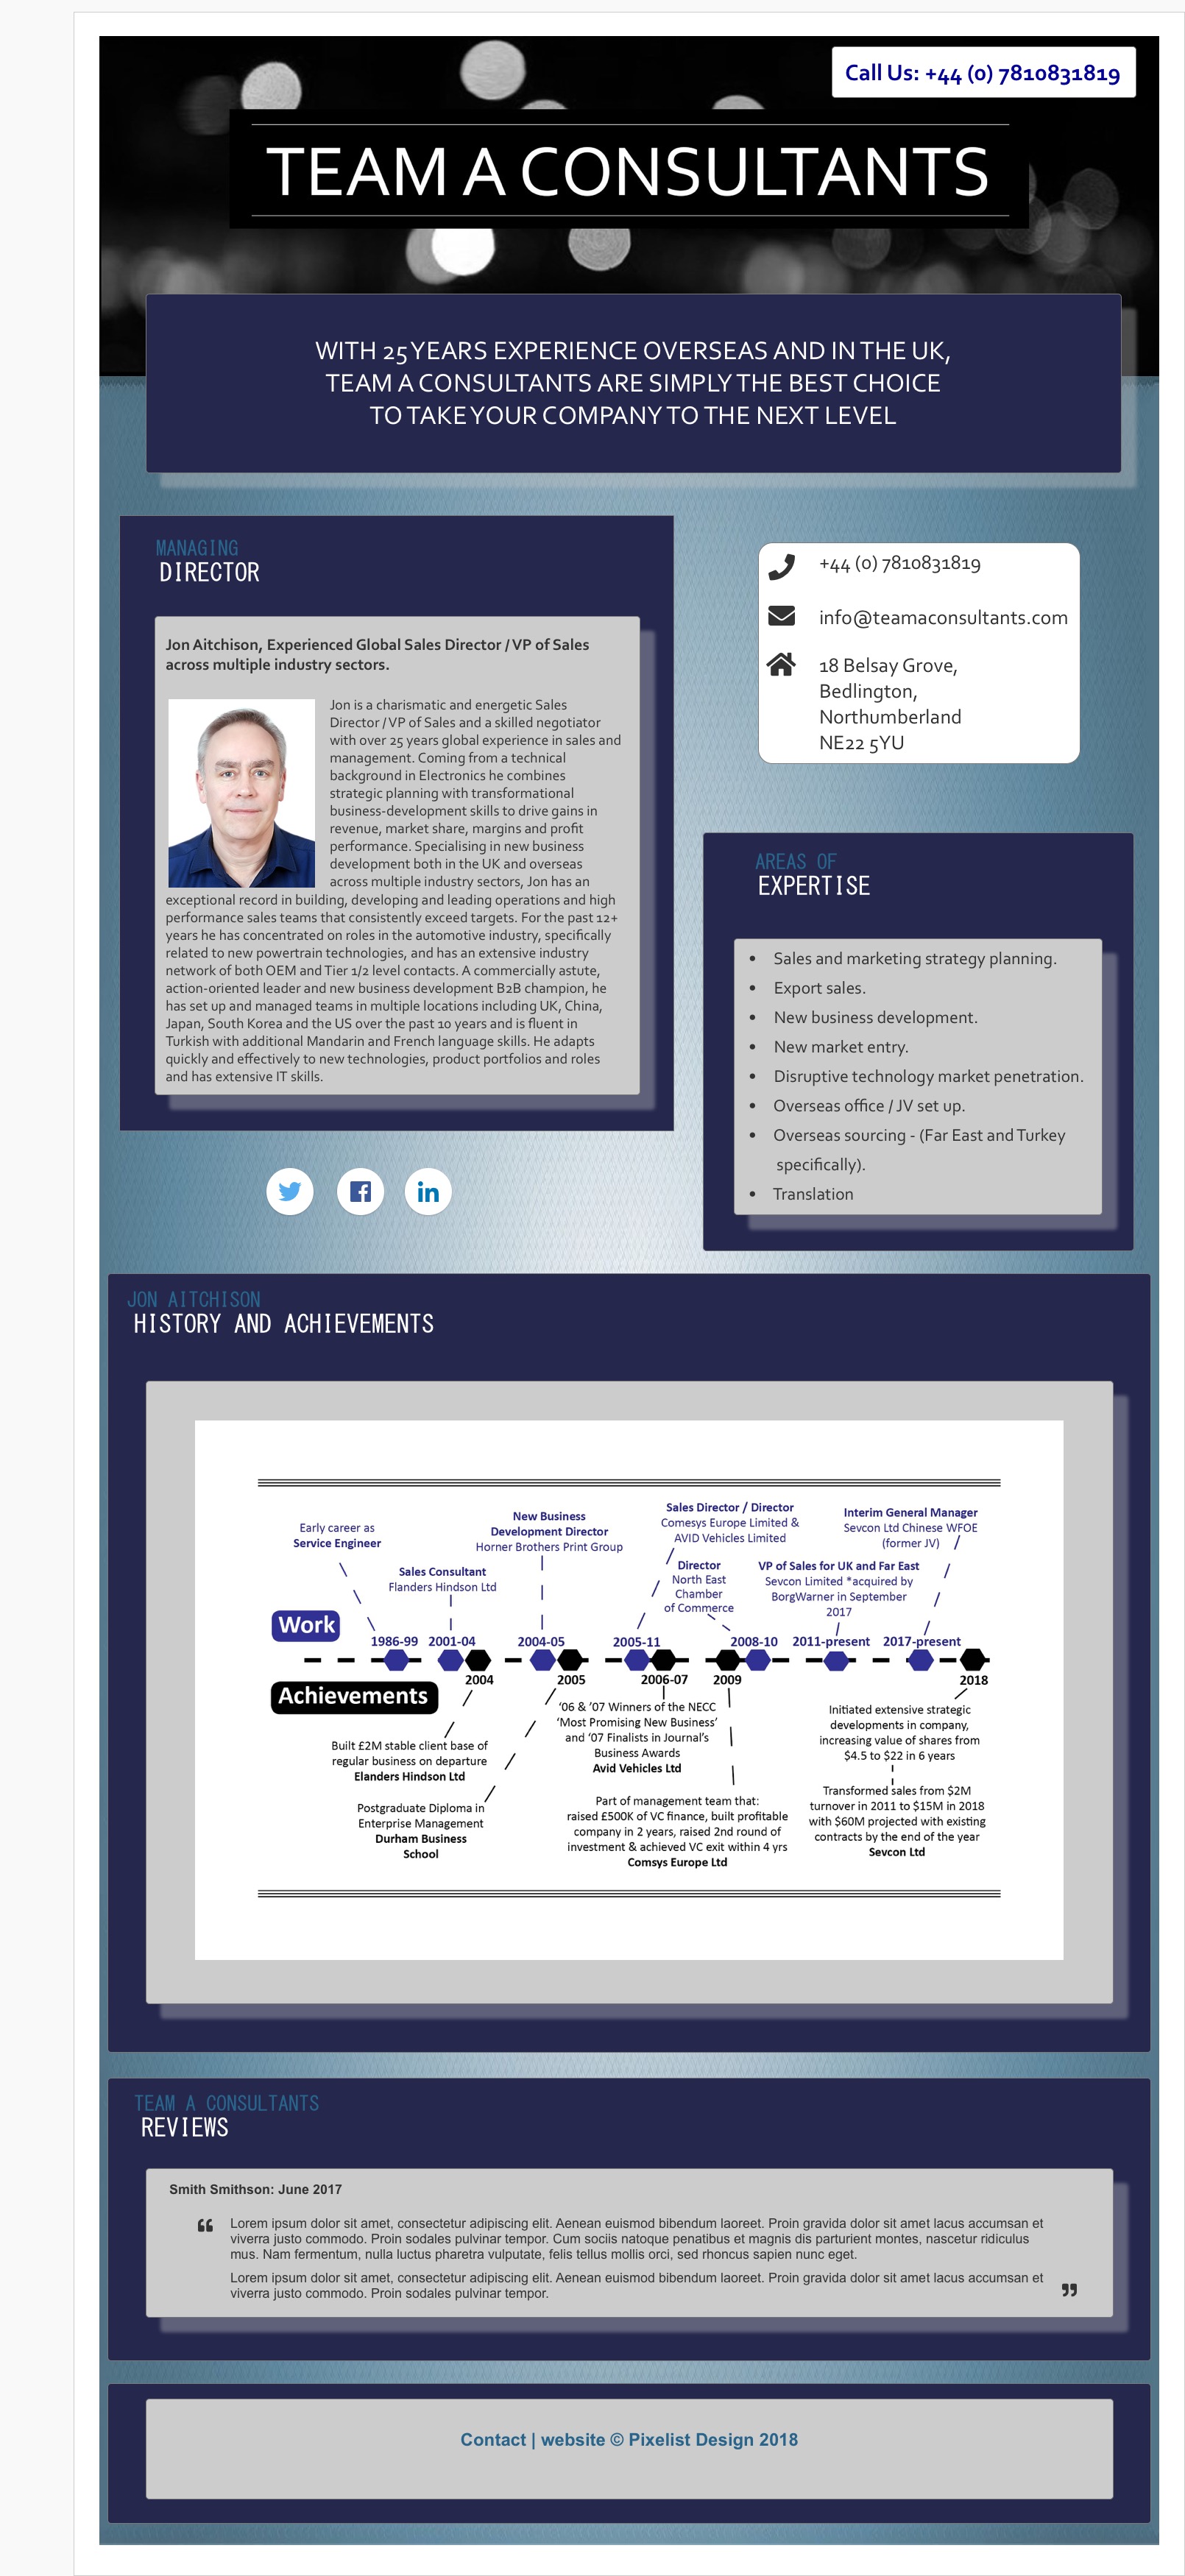 Call Us: +44 (0) 7810831819
TEAM A CONSULTANTS
WITH 25 YEARS EXPERIENCE OVERSEAS AND IN THE UK,
TEAM A CONSULTANTS ARE SIMPLY THE BEST CHOICE
TO TAKE YOUR COMPANY TO THE NEXT LEVEL
MANAGING
DIRECTOR
Jon Aitchison, Experienced Global Sales Director / VP of Sales
across multiple industry sectors.
Jon is a charismatic and energetic Sales
Director / VP of Sales and a skilled negotiator
with over 25 years global experience in sales and
management. Coming from a technical
background in Electronics he combines
strategic planning with transformational
business-development skills to drive gains in
revenue, market share, margins and profit
performance. Specialising in new business
development both in the UK and overseas
across multiple industry sectors, Jon has an
exceptional record in building, developing and leading operations and high
performance sales teams that consistently exceed targets. For the past 12+
years he has concentrated on roles in the automotive industry, specifically
related to new powertrain technologies, and has an extensive industry
network of both OEM and Tier 1/2 level contacts. A commercially astute,
action-oriented leader and new business development B2B champion, he
has set up and managed teams in multiple locations including UK, China,
Japan, South Korea and the US over the past 10 years and is fluent in
Turkish with additional Mandarin and French language skills. He adapts
quickly and effectively to new technologies, product portfolios and roles
and has extensive IT skills.
+44 (0) 7810831819
info@teamaconsultants.com
18 Belsay Grove,
Bedlington,
Northumberland
NE22 5YU
AREAS OF
EXPERTISE
• Sales and marketing strategy planning.
• Export sales.
• New business development.
• New market entry.
• Disruptive technology market penetration.
• Overseas office / JV set up.
• Overseas sourcing - (Far East and Turkey
specifically).
• Translation
JON AITCHISON
HISTORY AND ACHIEVEMENTS
Early career as
Service Engineer
Sales Consultant
Flanders Hindson Ltd
New Business
Development Director
Horner Brothers Print Group
Sales Director / Director
Comesys Europe Limited &
AVID Vehicles Limited
Director
North East
Chamber
of Commerce
VP of Sales for UK and Far East
Sevcon Limited *acquired by
BorgWarner in September
2017
Interim General Manager
Sevcon Ltd Chinese WFOE
(former JV)
Work
1986-99 2001-04 2004-05 2005-11 2008-10 2011-present 2017-present
Achievements
2004 2005 2006-07 2009 2018
Built £2M stable client base of
regular business on departure
Elanders Hindson Ltd
Postgraduate Diploma in
Enterprise Management
Durham Business
School
‘06 & ’07 Winners of the NECC
‘Most Promising New Business’
and ‘07 Finalists in Journal’s
Business Awards
Avid Vehicles Ltd
Part of management team that:
raised £500K of VC finance, built profitable
company in 2 years, raised 2nd round of
investment & achieved VC exit within 4 yrs
Comsys Europe Ltd
Initiated extensive strategic
developments in company,
increasing value of shares from
$4.5 to $22 in 6 years
Transformed sales from $2M
turnover in 2011 to $15M in 2018
with $60M projected with existing
contracts by the end of the year
Sevcon Ltd
TEAM A CONSULTANTS
REVIEWS
Smith Smithson: June 2017
“ Lorem ipsum dolor sit amet, consectetur adipiscing elit. Aenean euismod bibendum laoreet. Proin gravida dolor sit amet lacus accumsan et
viverra justo commodo. Proin sodales pulvinar tempor. Cum sociis natoque penatibus et magnis dis parturient montes, nascetur ridiculus
mus. Nam fermentum, nulla luctus pharetra vulputate, felis tellus mollis orci, sed rhoncus sapien nunc eget.
Lorem ipsum dolor sit amet, consectetur adipiscing elit. Aenean euismod bibendum laoreet. Proin gravida dolor sit amet lacus accumsan et
viverra justo commodo. Proin sodales pulvinar tempor. ”
Contact | website © Pixelist Design 2018